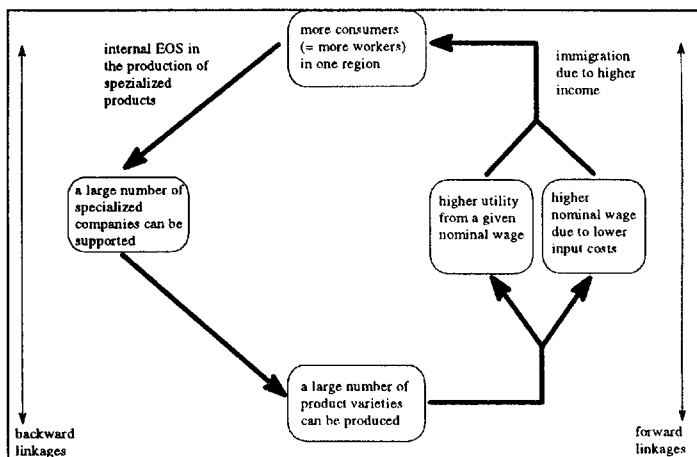 more consumers
(= more workers)
in one region
internal EOS in
the production of
spezialized
products
immigration
due to higher
income
a large number of
specialized
companies can be
supported
higher utility
from a given
nominal wage
higher
nominal wage
due to lower
input costs
a large number of
product varieties
can be produced
backward
linkages
forward
linkages